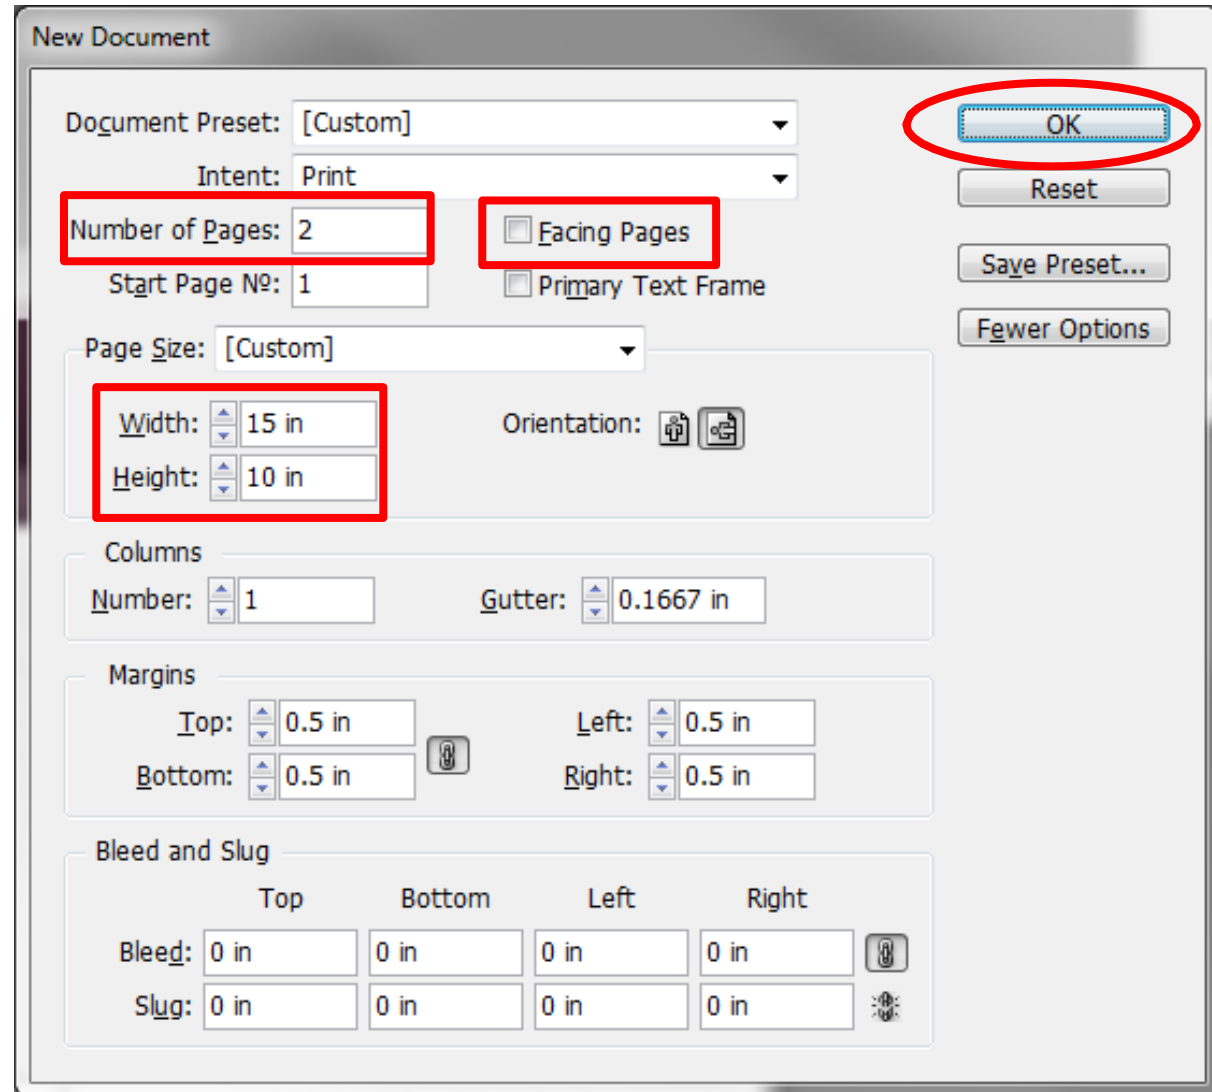 New Document
Document Preset: [Custom]
OK
Intent: Print
Reset
Number of Pages: 2
Facing Pages
Start Page Nº: 1
Primary Text Frame
Save Preset...
Fewer Options
Page Size: [Custom]
Width: 15 in
Orientation:
Height: 10 in
Columns
Number: 1
Gutter: 0.1667 in
Margins
Top: 0.5 in
Left: 0.5 in
Bottom: 0.5 in
Right: 0.5 in
Bleed and Slug
Top Bottom Left Right
Bleed: 0 in 0 in 0 in 0 in
Slug: 0 in 0 in 0 in 0 in